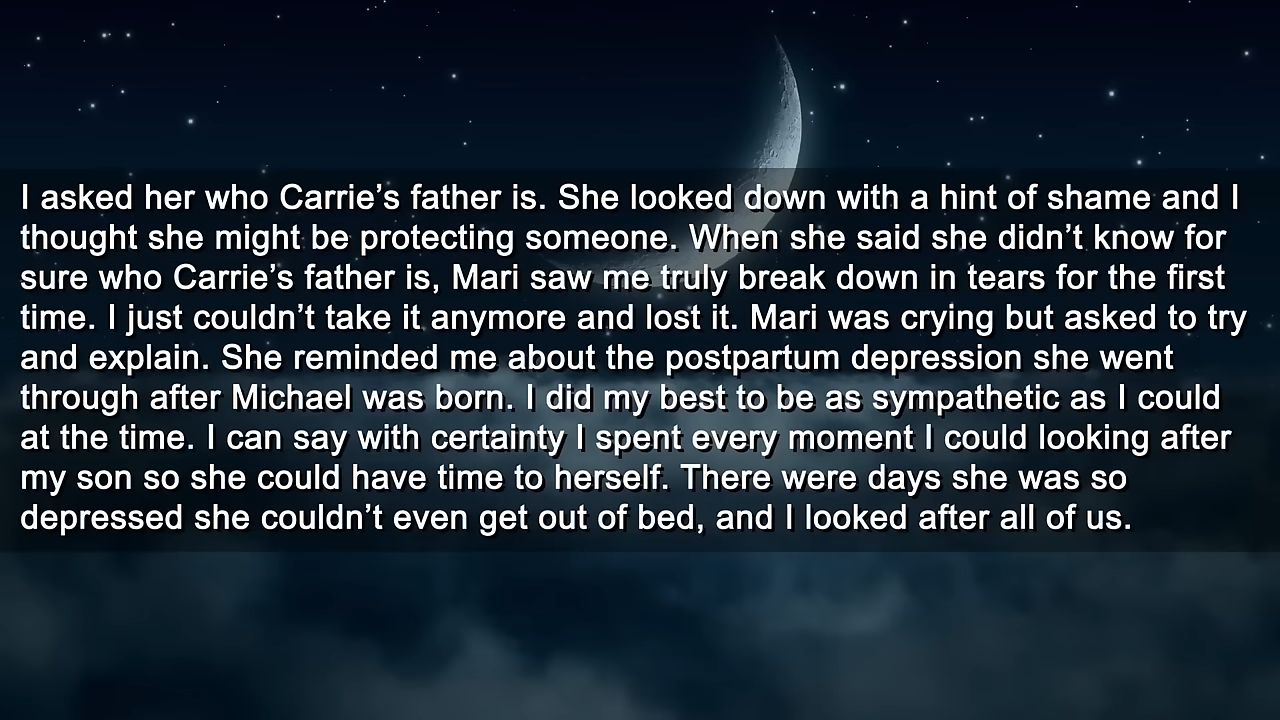 I asked her who Carrie’s father is. She looked down with a hint of shame and I
thought she might be protecting someone. When she said she didn’t know for
sure who Carrie’s father is, Mari saw me truly break down in tears for the first
time. I just couldn’t take it anymore and lost it. Mari was crying but asked to try
and explain. She reminded me about the postpartum depression she went
through after Michael was born. I did my best to be as sympathetic as I could
at the time. I can say with certainty I spent every moment I could looking after
my son so she could have time to herself. There were days she was so
depressed she couldn’t even get out of bed, and I looked after all of us.